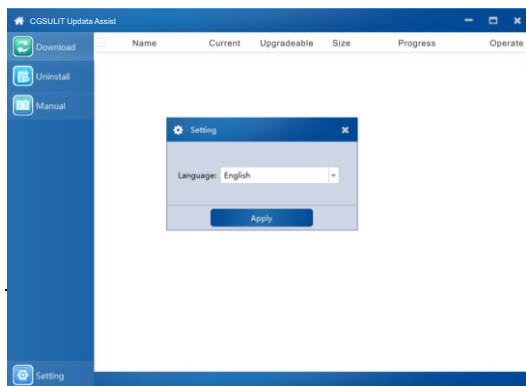 CGSULIT Updata Assist
Download
Name Current Upgradeable Size Progress Operate
Uninstall
Manual
Setting
Language: English
Apply
Setting